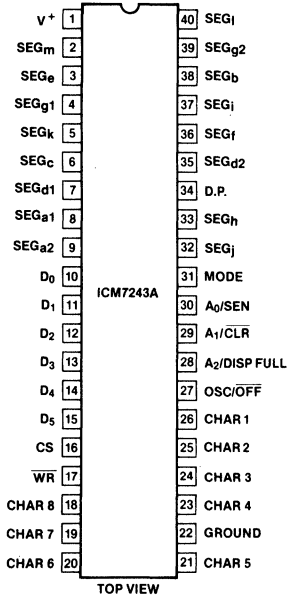 V+ 1 40 SEGl
SEGm 2 39 SEGg2
SEGe 3 38 SEGb
SEGg1 4 37 SEGi
SEGk 5 36 SEGf
SEGc 6 35 SEGd2
SEGd1 7 34 D.P.
SEGa1 8 33 SEGh
SEGa2 9 32 SEGj
D0 10 31 MODE
ICM7243A
D1 11 30 A0/SEN
D2 12 29 A1/CLR
D3 13 28 A2/DISP FULL
D4 14 27 OSC/OFF
D5 15 26 CHAR 1
CS 16 25 CHAR 2
WR 17 24 CHAR 3
CHAR 8 18 23 CHAR 4
CHAR 7 19 22 GROUND
CHAR 6 20 21 CHAR 5
TOP VIEW